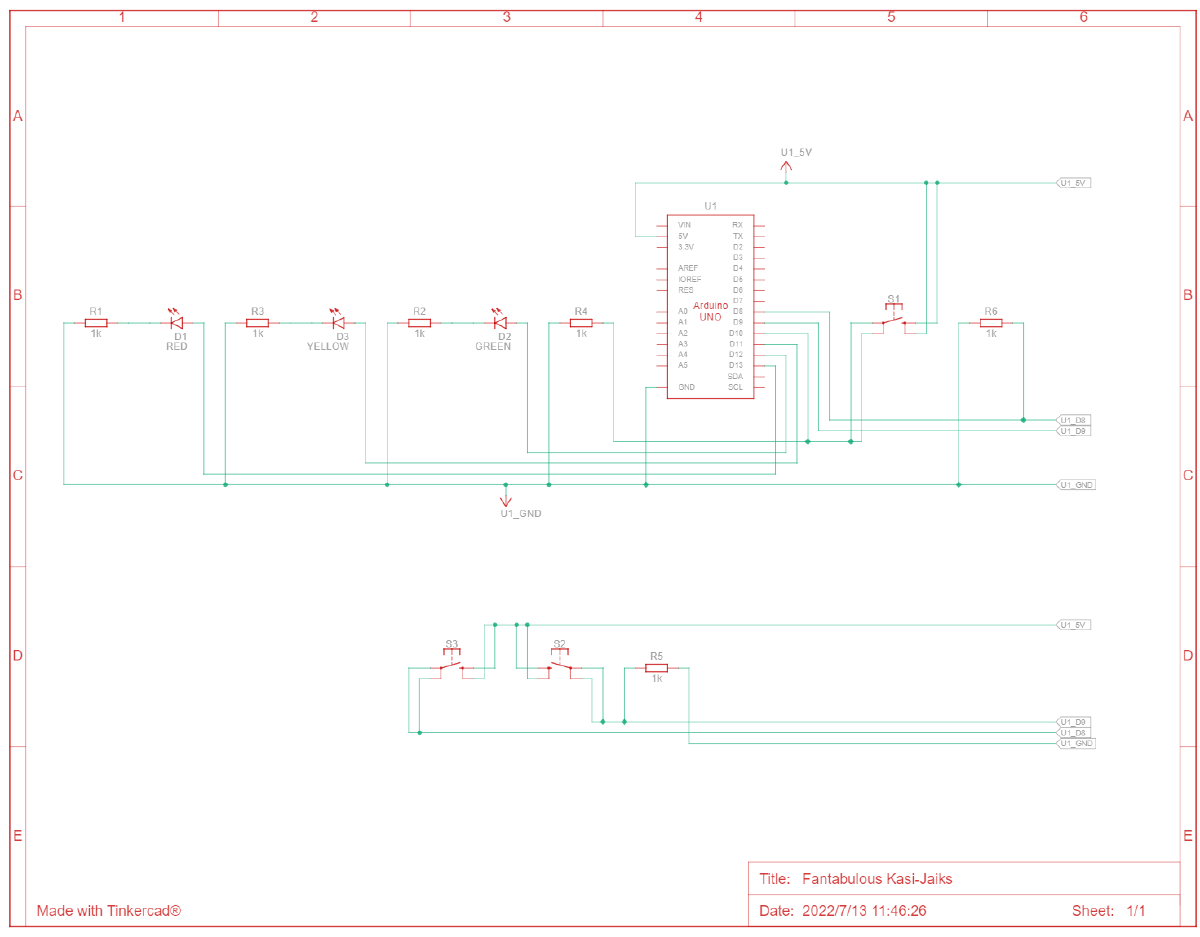 1 2 3 4 5 6
A A
U1_5V
U1_5V
U1
VIN RX
5V TX
3.3V D2
D3
AREF D4
IOREF D5
RES D6
D7
A0 D8
A1 D9
A2 D10
A3 D11
A4 D12
A5 D13
SDA
GND SCL
Arduino
UNO
B B
R1
1k
D1
RED
R3
1k
D3
YELLOW
R2
1k
D2
GREEN
R4
1k
S1
R6
1k
U1_D8
U1_D9
C C
U1_GND
U1_GND
U1_5V
D D
S3
S2
R5
1k
U1_D9
U1_D8
U1_GND
E E
Title: Fantabulous Kasi-Jaiks
Made with Tinkercad®
Date: 2022/7/13 11:46:26 Sheet: 1/1